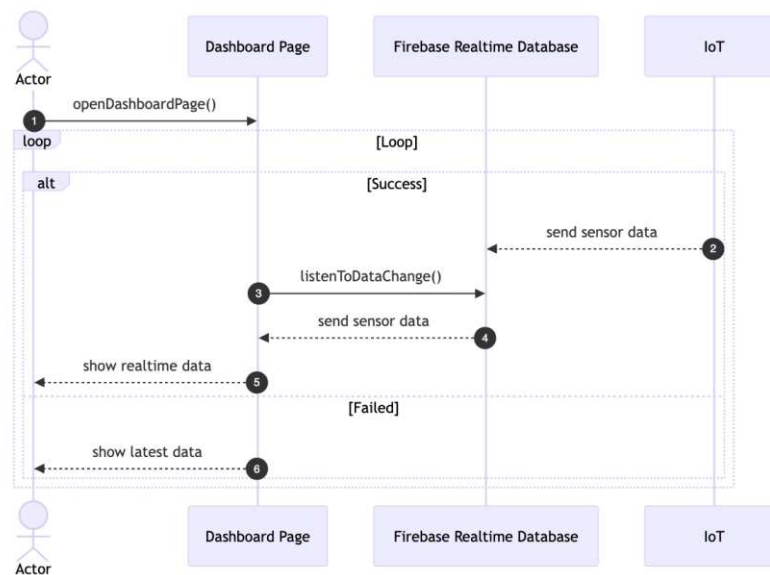 Dashboard Page
Firebase Realtime Database
IoT
Actor
openDashboardPage()
1
loop
[Loop]
alt
[Success]
send sensor data
2
listenToDataChange()
3
send sensor data
4
show realtime data
5
[Failed]
show latest data
6
Dashboard Page
Firebase Realtime Database
IoT
Actor